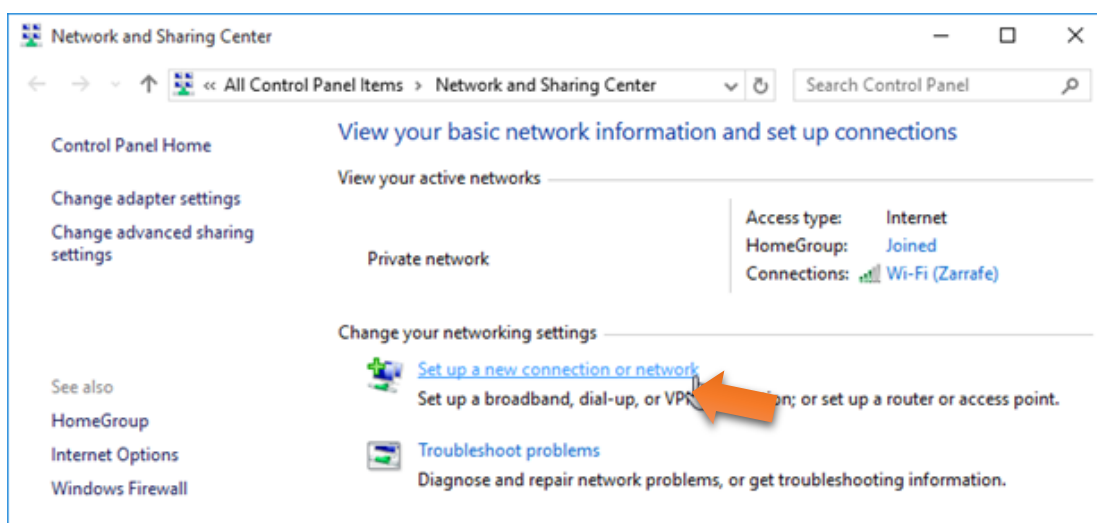 Network and Sharing Center
« All Control Panel Items > Network and Sharing Center
Search Control Panel
Control Panel Home
Change adapter settings
Change advanced sharing
settings
See also
HomeGroup
Internet Options
Windows Firewall
View your basic network information and set up connections
View your active networks
Private network
Access type: Internet
HomeGroup: Joined
Connections: Wi-Fi (Zarrafe)
Change your networking settings
Set up a new connection or network
Set up a broadband, dial-up, or on; or set up a router or access point.
Troubleshoot problems
Diagnose and repair network problems, or get troubleshooting information.